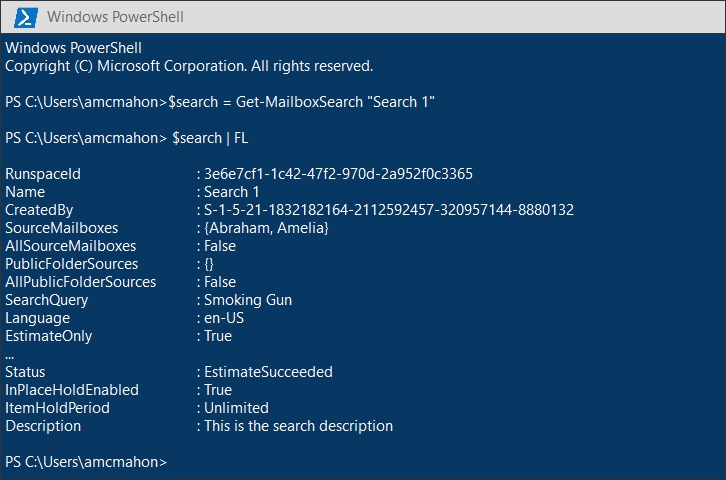 Windows PowerShell
Windows PowerShell
Copyright (C) Microsoft Corporation. All rights reserved.
PS C:\Users\amcmahon>$search = Get-MailboxSearch "Search 1"
PS C:\Users\amcmahon> $search | FL
RunspaceId : 3e6e7cf1-1c42-47f2-970d-2a952f0c3365
Name : Search 1
CreatedBy : S-1-5-21-1832182164-2112592457-320957144-8880132
SourceMailboxes : {Abraham, Amelia}
AllSourceMailboxes : False
PublicFolderSources : {}
AllPublicFolderSources : False
SearchQuery : Smoking Gun
Language : en-US
EstimateOnly : True
...
Status : EstimateSucceeded
InPlaceHoldEnabled : True
ItemHoldPeriod : Unlimited
Description : This is the search description
PS C:\Users\amcmahon>